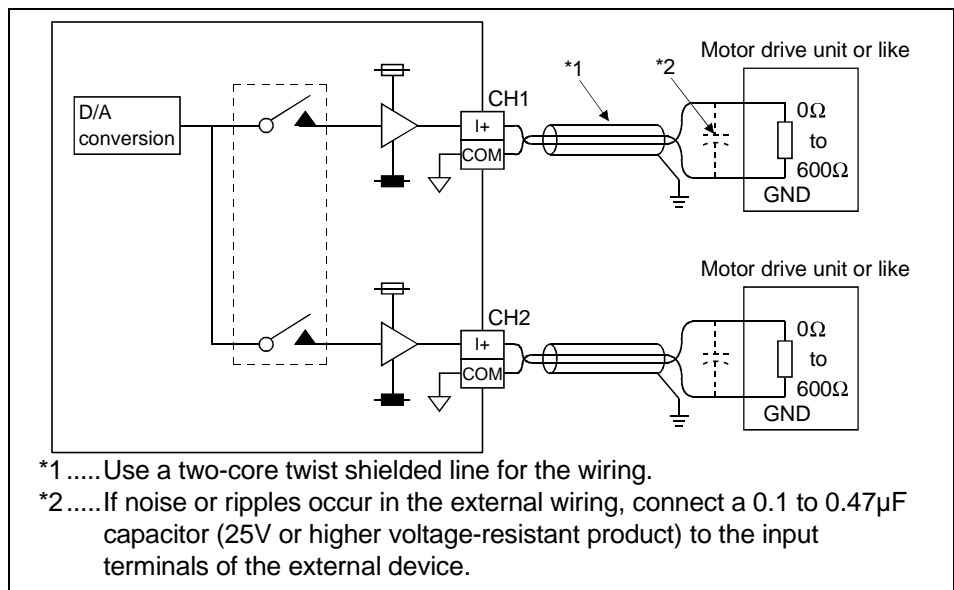 Motor drive unit or like
*1
*2
D/A
conversion
CH1
I+
COM
0Ω
to
600Ω
GND
Motor drive unit or like
CH2
I+
COM
0Ω
to
600Ω
GND
*1.....Use a two-core twist shielded line for the wiring.
*2.....If noise or ripples occur in the external wiring, connect a 0.1 to 0.47µF
capacitor (25V or higher voltage-resistant product) to the input
terminals of the external device.